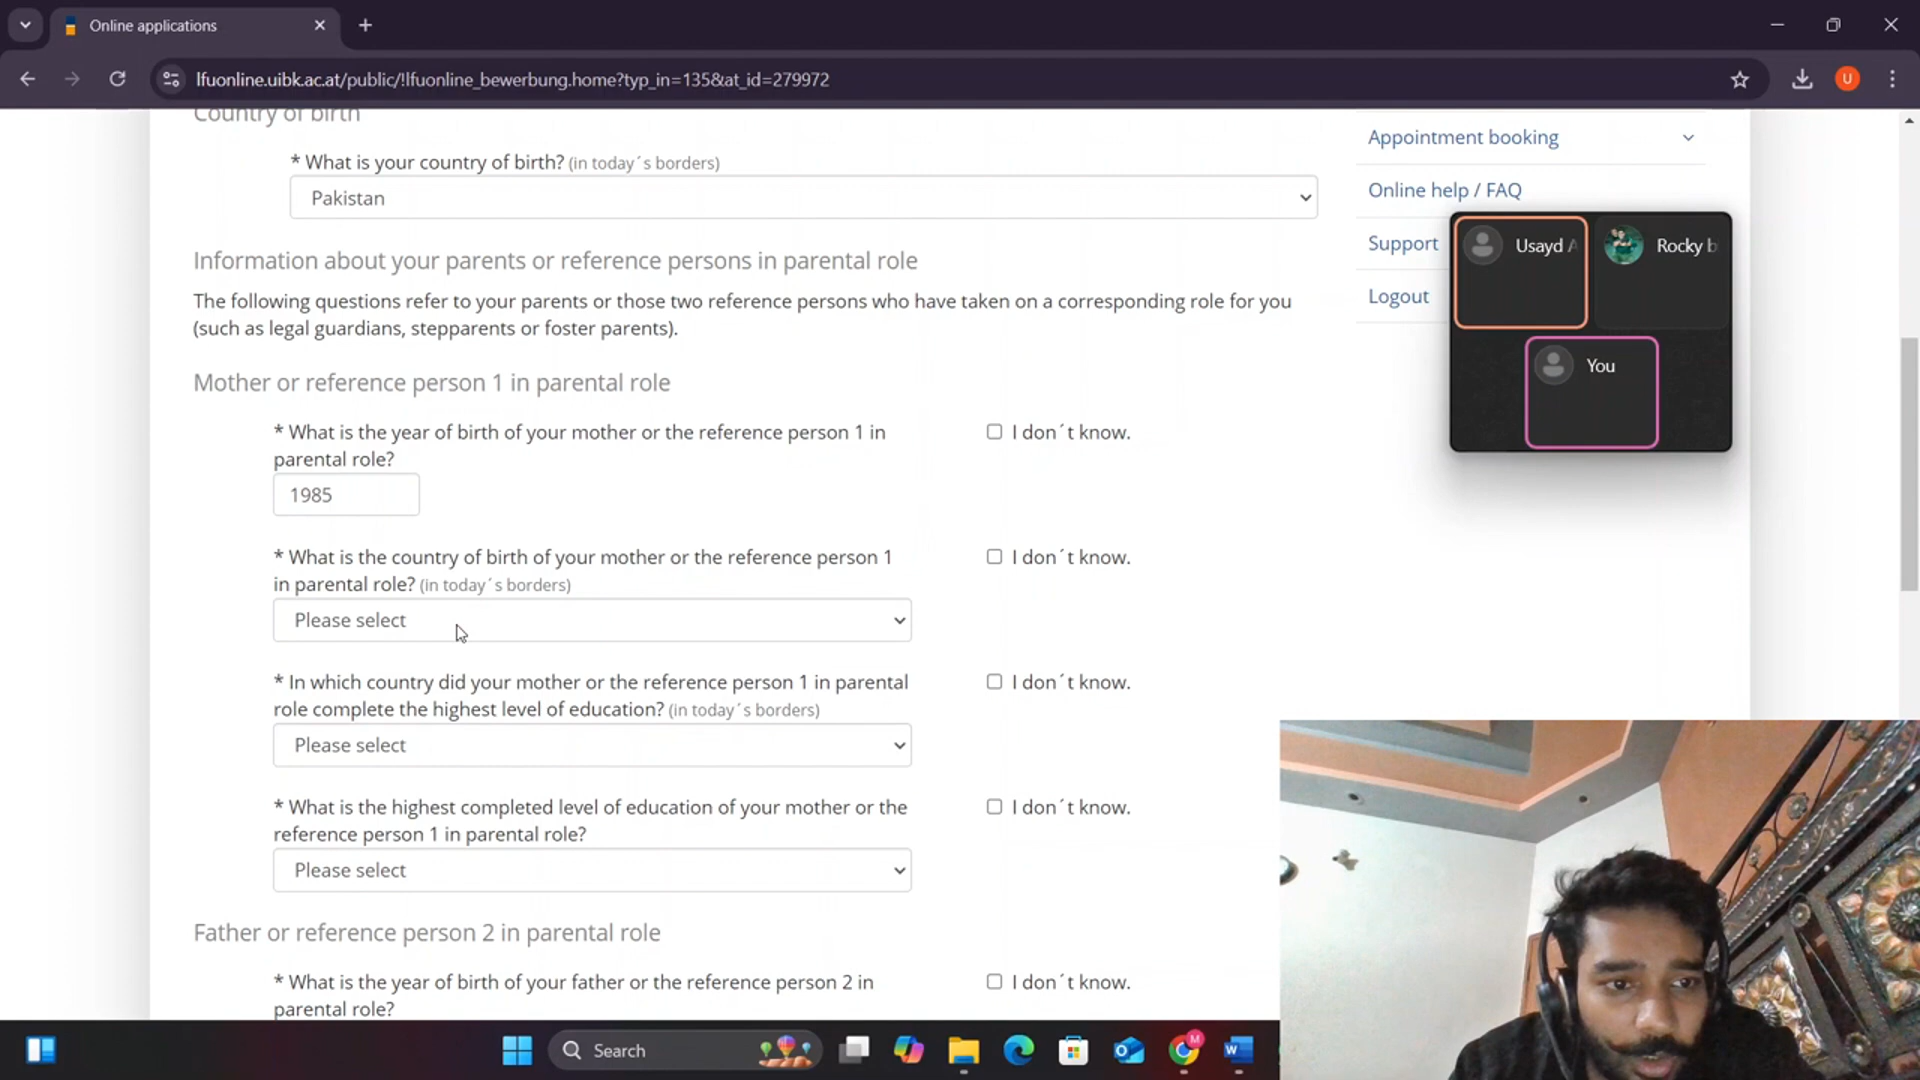 Online applications
lfuonline.uibk.ac.at/public/!lfuonline_bewerbung.home?typ_in=135&at_id=279972
U
Country of birth
* What is your country of birth? (in today´s borders)
Pakistan
Information about your parents or reference persons in parental role
The following questions refer to your parents or those two reference persons who have taken on a corresponding role for you
(such as legal guardians, stepparents or foster parents).
Mother or reference person 1 in parental role
* What is the year of birth of your mother or the reference person 1 in
parental role?
I don´t know.
1985
* What is the country of birth of your mother or the reference person 1
in parental role? (in today´s borders)
I don´t know.
Please select
* In which country did your mother or the reference person 1 in parental
role complete the highest level of education? (in today´s borders)
I don´t know.
Please select
* What is the highest completed level of education of your mother or the
reference person 1 in parental role?
I don´t know.
Please select
Father or reference person 2 in parental role
* What is the year of birth of your father or the reference person 2 in
parental role?
I don´t know.
Appointment booking
Online help / FAQ
Support
Logout
Usayd A
Rocky b
You
Search
M
W